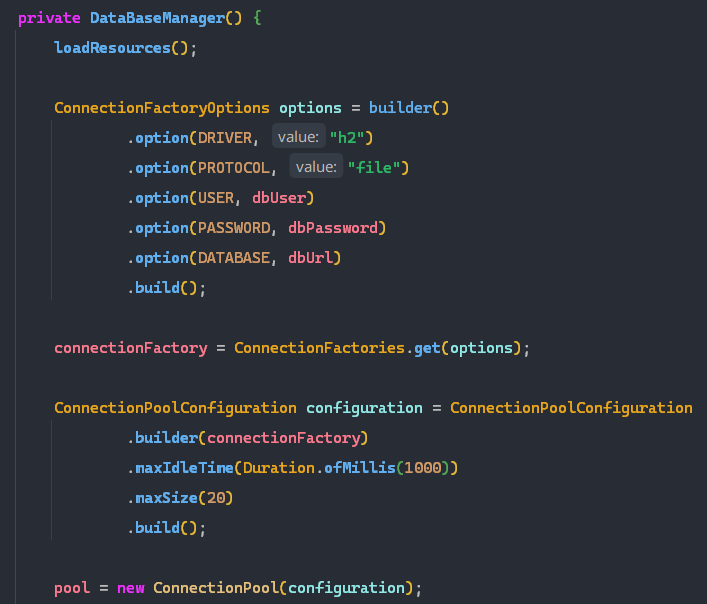 private DataBaseManager() {
loadResources();
ConnectionFactoryOptions options = builder()
.option(DRIVER, value: "h2")
.option(PROTOCOL, value: "file")
.option(USER, dbUser)
.option(PASSWORD, dbPassword)
.option(DATABASE, dbUrl)
.build();
connectionFactory = ConnectionFactories.get(options);
ConnectionPoolConfiguration configuration = ConnectionPoolConfiguration
.builder(connectionFactory)
.maxIdleTime(Duration.ofMillis(1000))
.maxSize(20)
.build();
pool = new ConnectionPool(configuration);